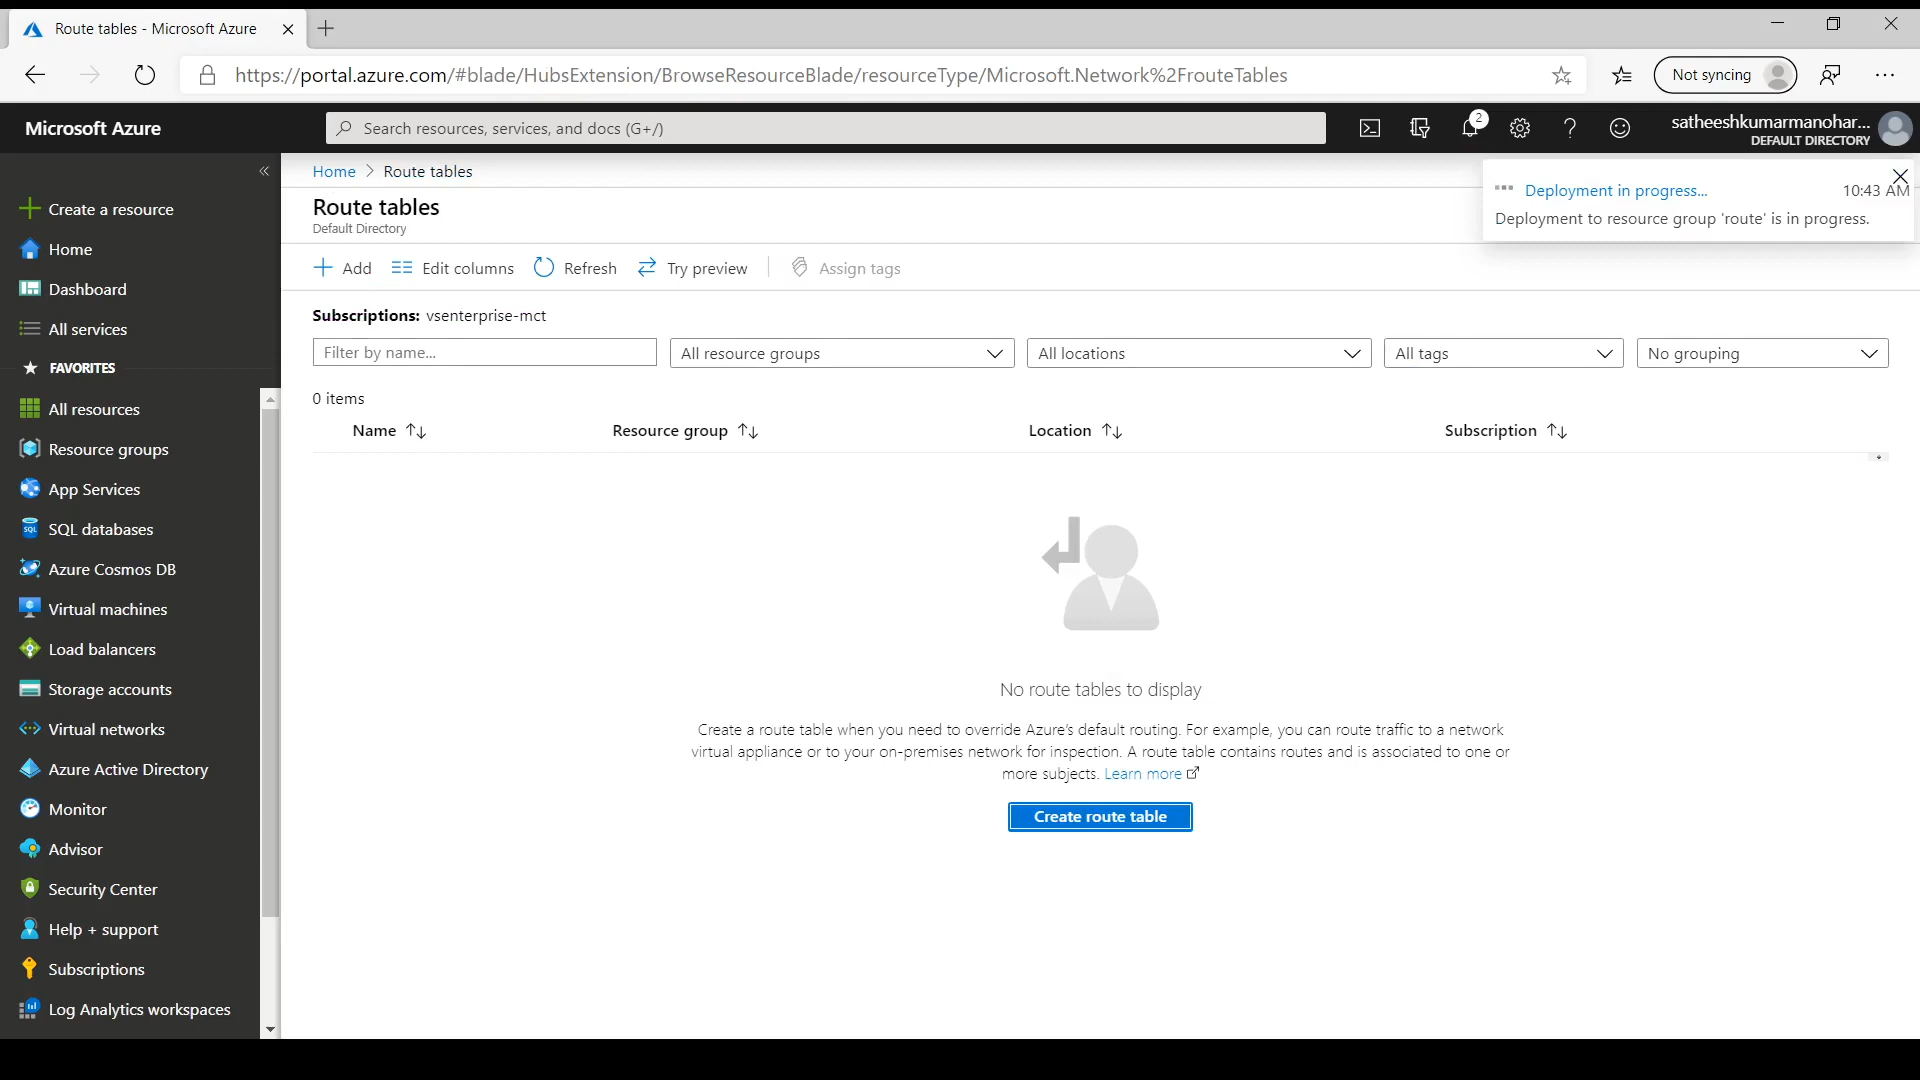 Route tables - Microsoft Azure
https://portal.azure.com/#blade/HubsExtension/BrowseResourceBlade/resourceType/Microsoft.Network%2FrouteTables
Not syncing
Microsoft Azure
Search resources, services, and docs (G+/)
2
satheeshkumarmanohar...
DEFAULT DIRECTORY
Create a resource
Home
Dashboard
All services
FAVORITES
All resources
Resource groups
App Services
SQL databases
Azure Cosmos DB
Virtual machines
Load balancers
Storage accounts
Virtual networks
Azure Active Directory
Monitor
Advisor
Security Center
Help + support
Subscriptions
Log Analytics workspaces
Home > Route tables
Route tables
Default Directory
Deployment in progress... 10:43 AM
Deployment to resource group 'route' is in progress.
Add Edit columns Refresh Try preview Assign tags
Subscriptions: vsenterprise-mct
Filter by name... All resource groups All locations All tags No grouping
0 items
Name Resource group Location Subscription
No route tables to display
Create a route table when you need to override Azure's default routing. For example, you can route traffic to a network
virtual appliance or to your on-premises network for inspection. A route table contains routes and is associated to one or
more subjects. Learn more
Create route table